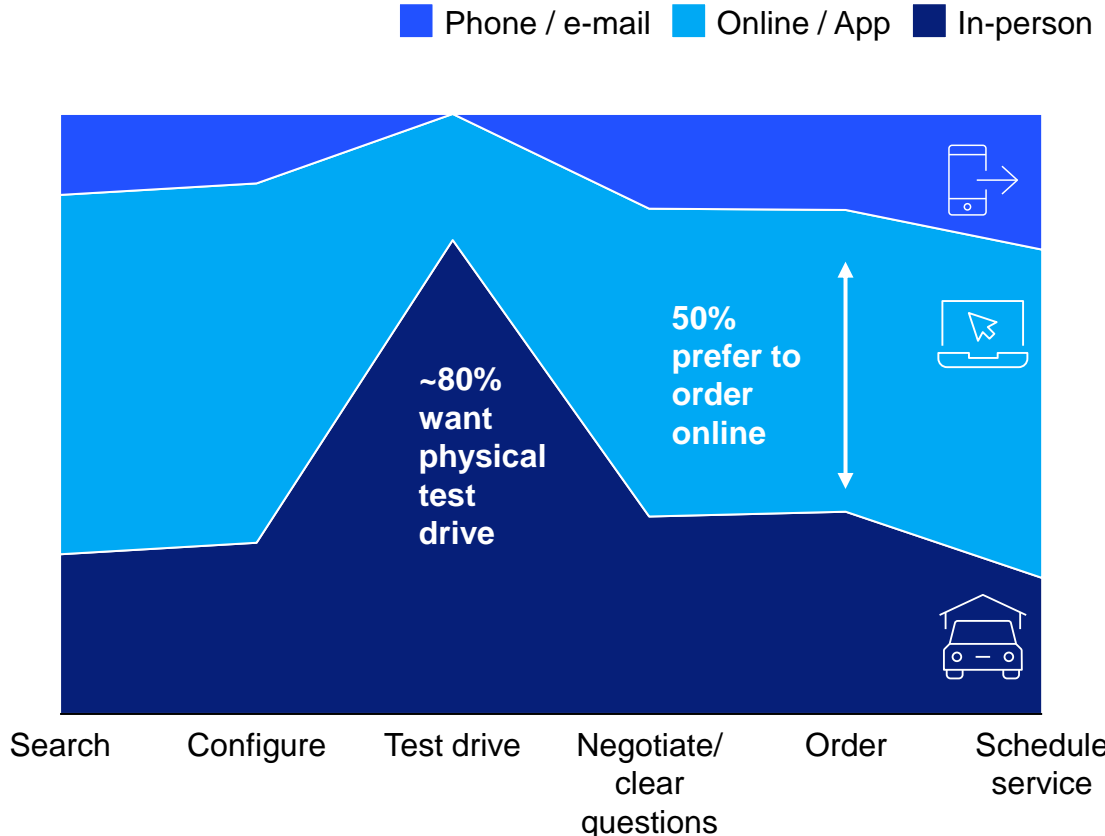 Phone / e-mail Online / App In-person
~80%
want
physical
test
drive
50%
prefer to
order
online
Search Configure Test drive Negotiate/ Order Schedule
clear service
questions